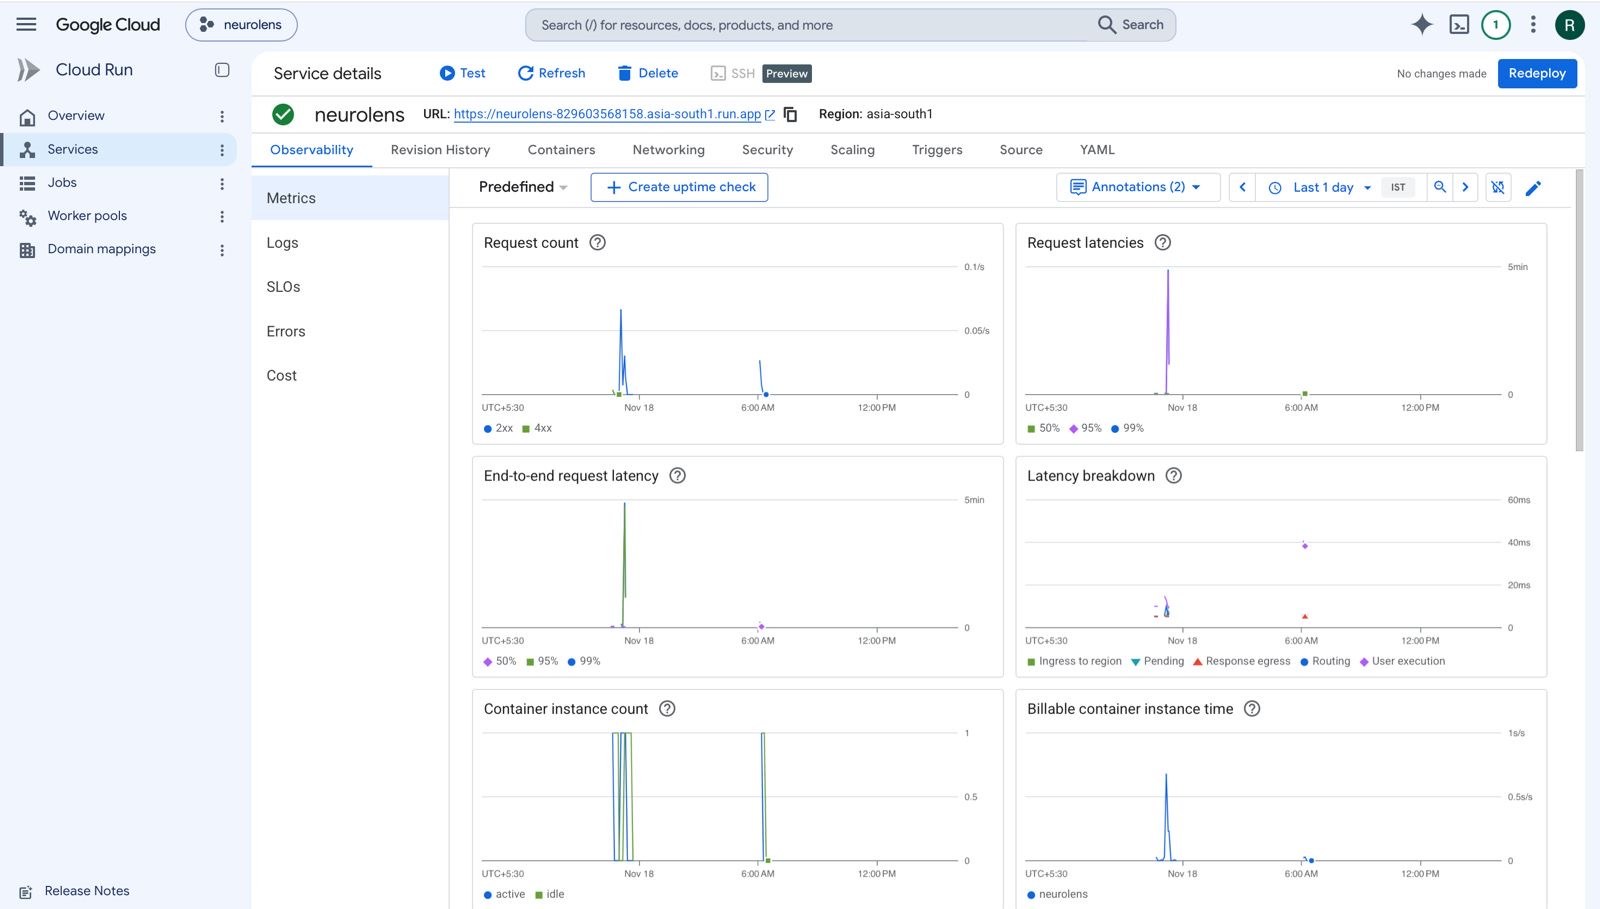 Google Cloud
neurolens
Search (/) for resources, docs, products, and more
Search
1
R
Cloud Run
Service details
Test
Refresh
Delete
SSH
Preview
No changes made
Redeploy
neurolens
URL: https://neurolens-829603568158.asia-south1.run.app
Region: asia-south1
Overview
Services
Jobs
Worker pools
Domain mappings
Release Notes
Observability
Revision History
Containers
Networking
Security
Scaling
Triggers
Source
YAML
Metrics
Logs
SLOs
Errors
Cost
Predefined
Create uptime check
Annotations (2)
Last 1 day
IST
Request count
0.1/s
0.05/s
0
UTC+5:30
Nov 18
6:00 AM
12:00 PM
2xx
4xx
Request latencies
5min
0
UTC+5:30
Nov 18
6:00 AM
12:00 PM
50%
95%
99%
End-to-end request latency
5min
0
UTC+5:30
Nov 18
6:00 AM
12:00 PM
50%
95%
99%
Latency breakdown
60ms
40ms
20ms
0
UTC+5:30
Nov 18
6:00 AM
12:00 PM
Ingress to region
Pending
Response egress
Routing
User execution
Container instance count
1
0.5
0
UTC+5:30
Nov 18
6:00 AM
12:00 PM
active
idle
Billable container instance time
1s/s
0.5s/s
0
UTC+5:30
Nov 18
6:00 AM
12:00 PM
neurolens